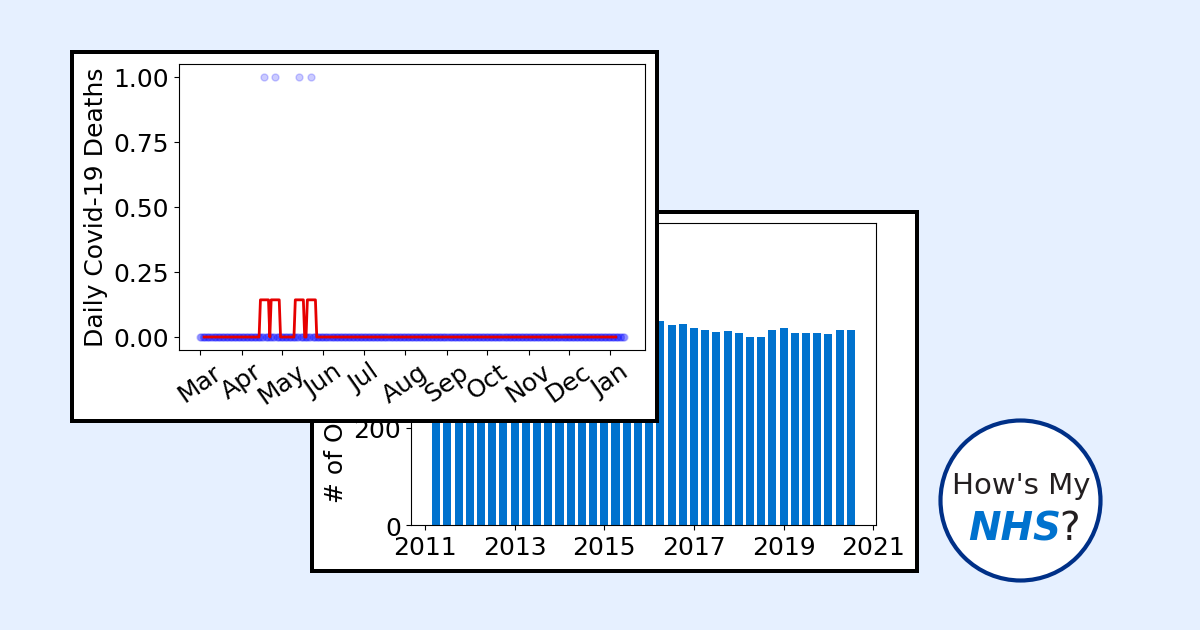 Daily Covid-19 Deaths
1.00
0.75
0.50
0.25
0.00
Mar Apr May Jun Jul Aug Sep Oct Nov Dec Jan
# of O
200
0
2011 2013 2015 2017 2019 2021
How's My
NHS?